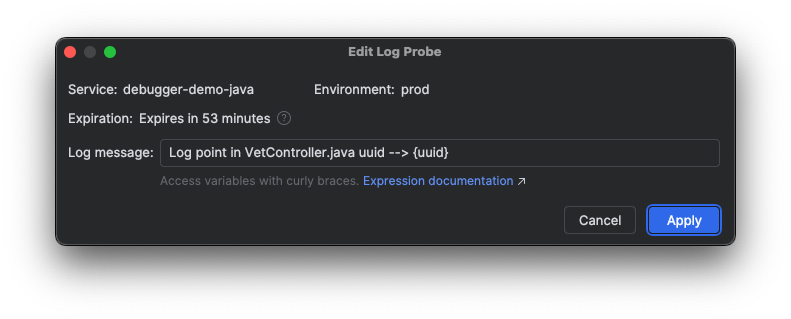 Edit Log Probe
Service: debugger-demo-java Environment: prod
Expiration: Expires in 53 minutes ?
Log message: Log point in VetController.java uuid --> {uuid}
Access variables with curly braces. Expression documentation ↗
Cancel Apply